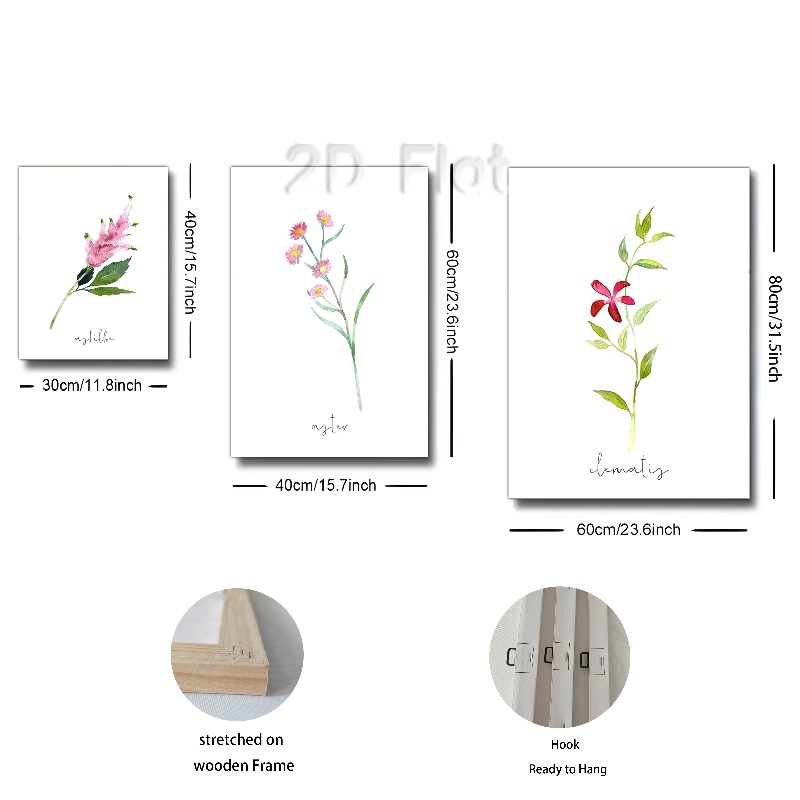 2D Flat
40cm/15.7inch
60cm/23.6inch
80cm/31.5inch
astilbe
30cm/11.8inch
aster
40cm/15.7inch
clematis
60cm/23.6inch
stretched on
wooden Frame
Hook
Ready to Hang